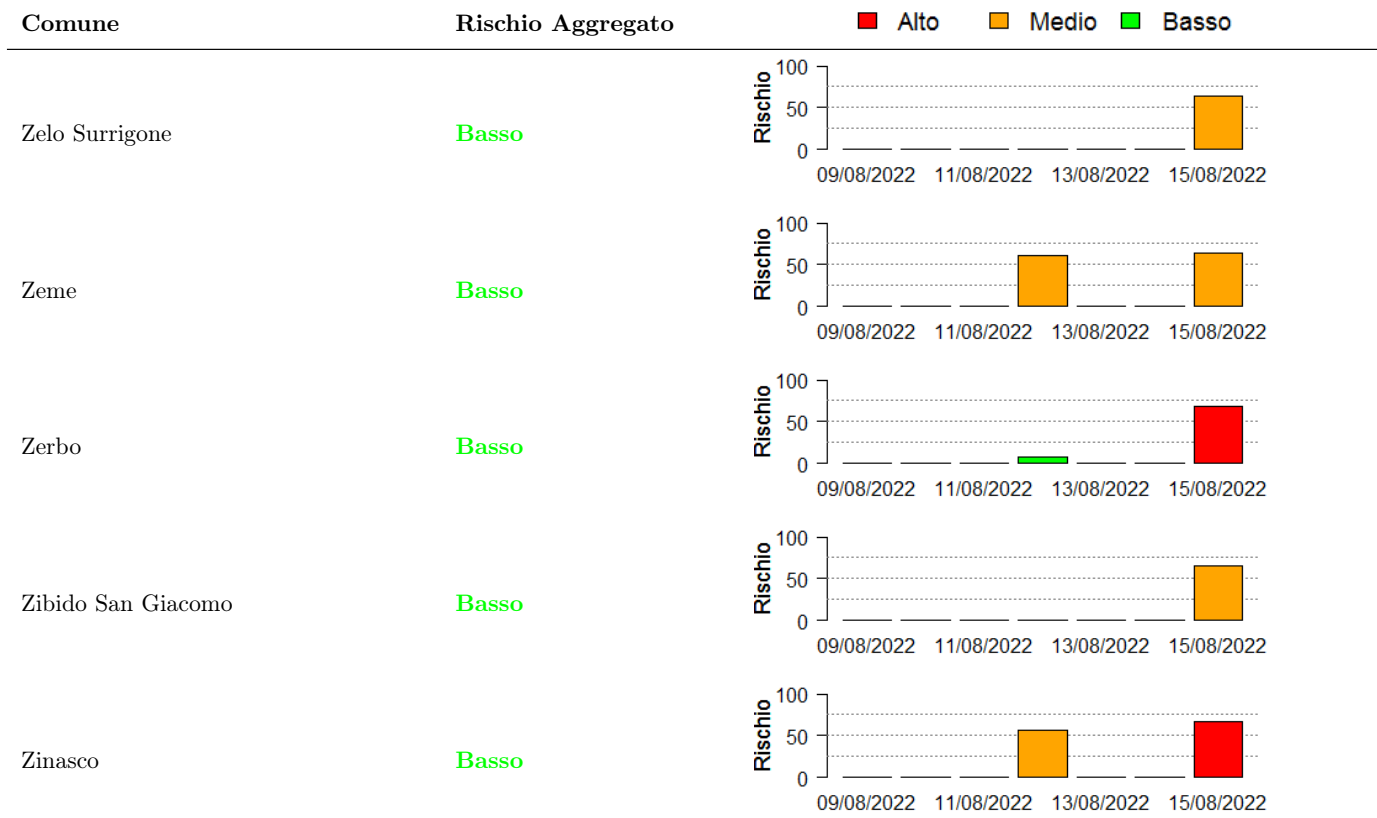 Comune Rischio Aggregato Alto Medio Basso
100
50
0
Rischio
Zelo Surrigone Basso
09/08/2022 11/08/2022 13/08/2022 15/08/2022
100
50
0
Rischio
Zeme Basso
09/08/2022 11/08/2022 13/08/2022 15/08/2022
100
50
0
Rischio
Zerbo Basso
09/08/2022 11/08/2022 13/08/2022 15/08/2022
100
50
0
Rischio
Zibido San Giacomo Basso
09/08/2022 11/08/2022 13/08/2022 15/08/2022
100
50
0
Rischio
Zinasco Basso
09/08/2022 11/08/2022 13/08/2022 15/08/2022